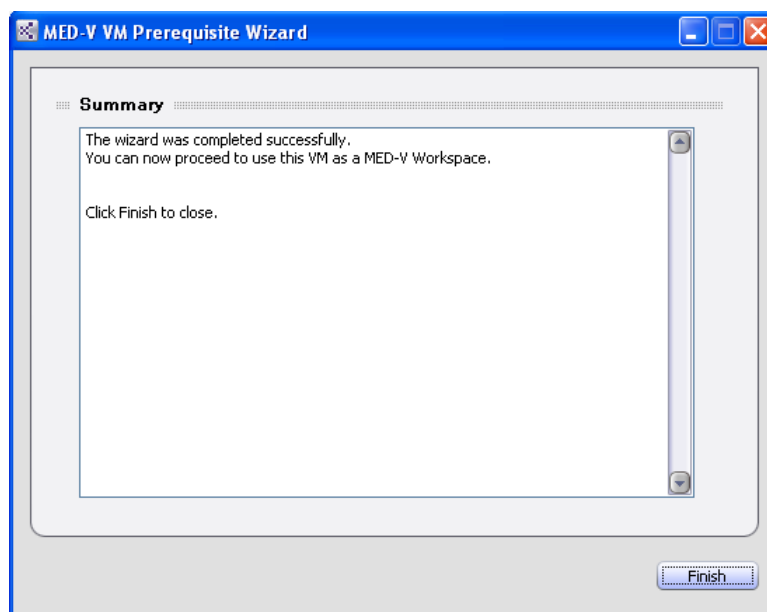 MED-V VM Prerequisite Wizard
Summary
The wizard was completed successfully.
You can now proceed to use this VM as a MED-V Workspace.
Click Finish to close.
Finish